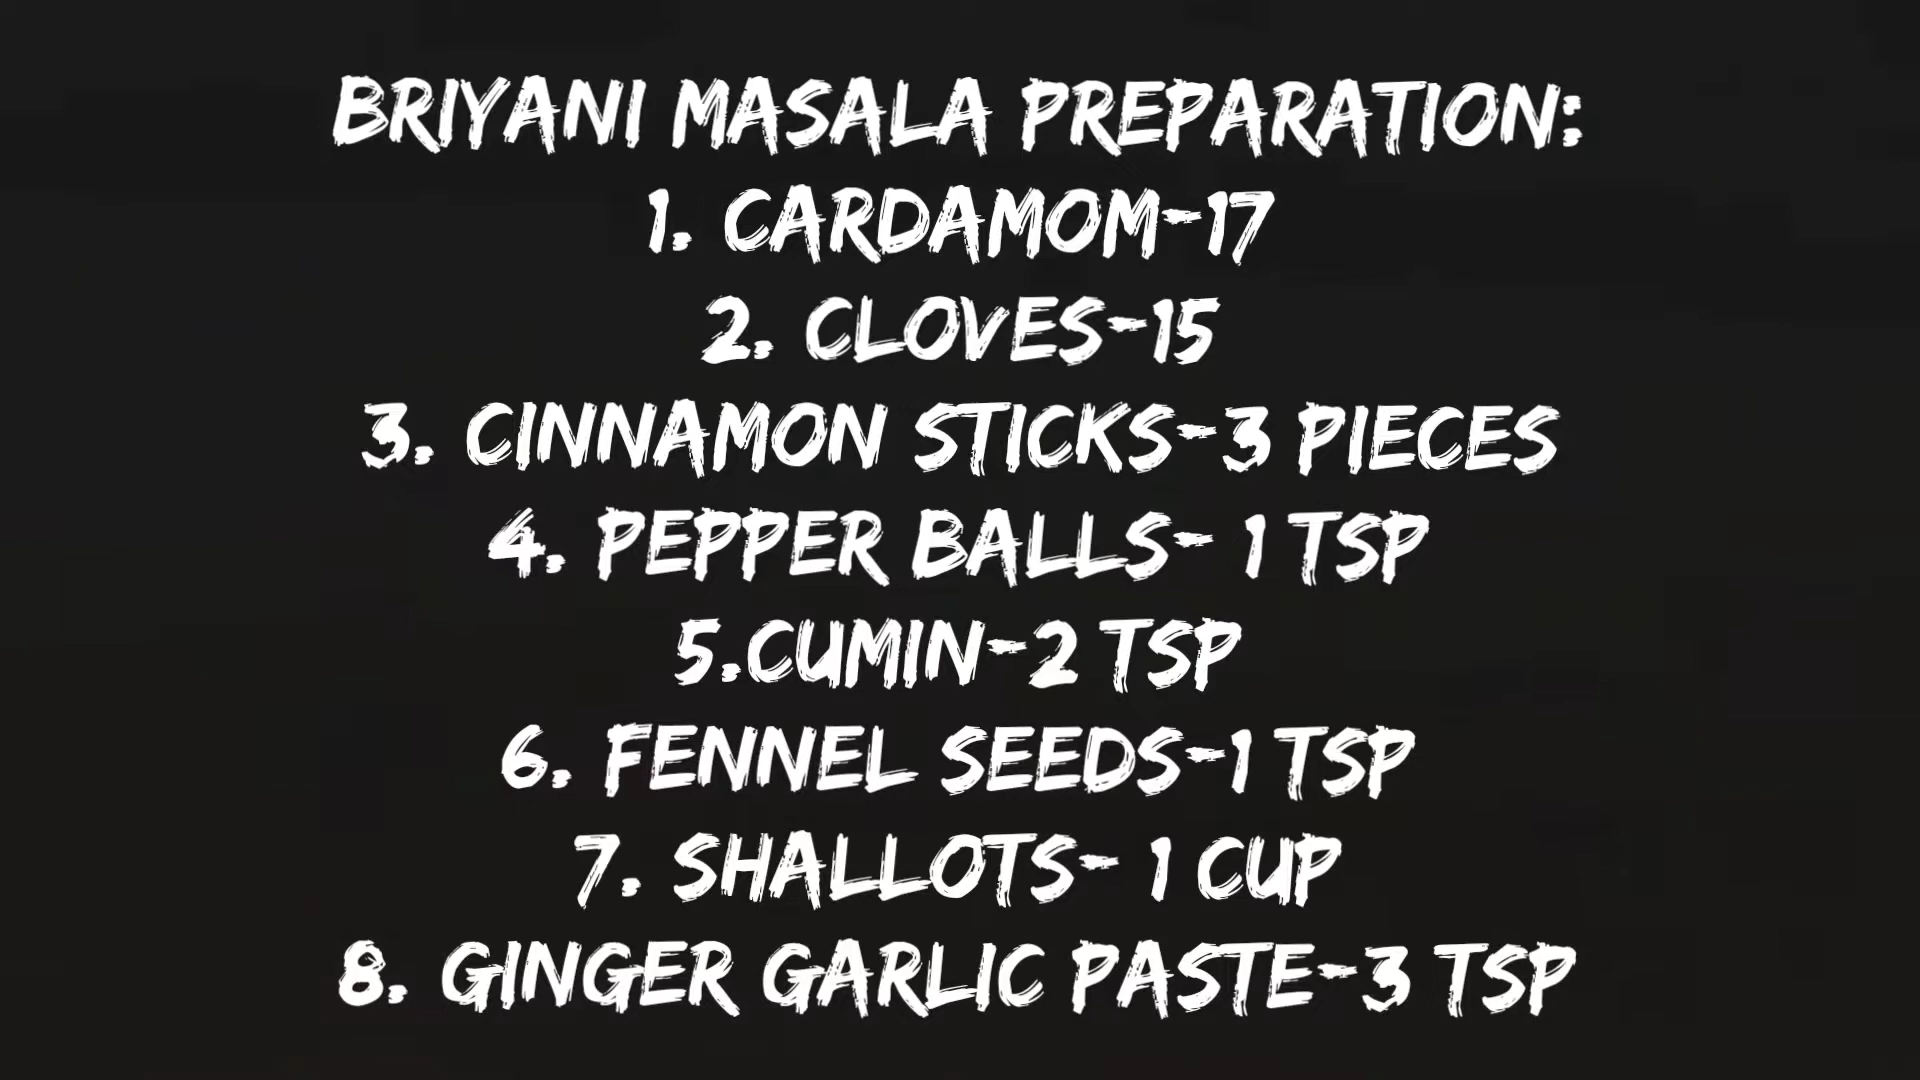 BRIYANI MASALA PREPARATION:
1. CARDAMOM-17
2. CLOVES-15
3. CINNAMON STICKS-3 PIECES
4. PEPPER BALLS- 1 TSP
5.CUMIN-2 TSP
6. FENNEL SEEDS-1 TSP
7. SHALLOTS- 1 CUP
8. GINGER GARLIC PASTE-3 TSP